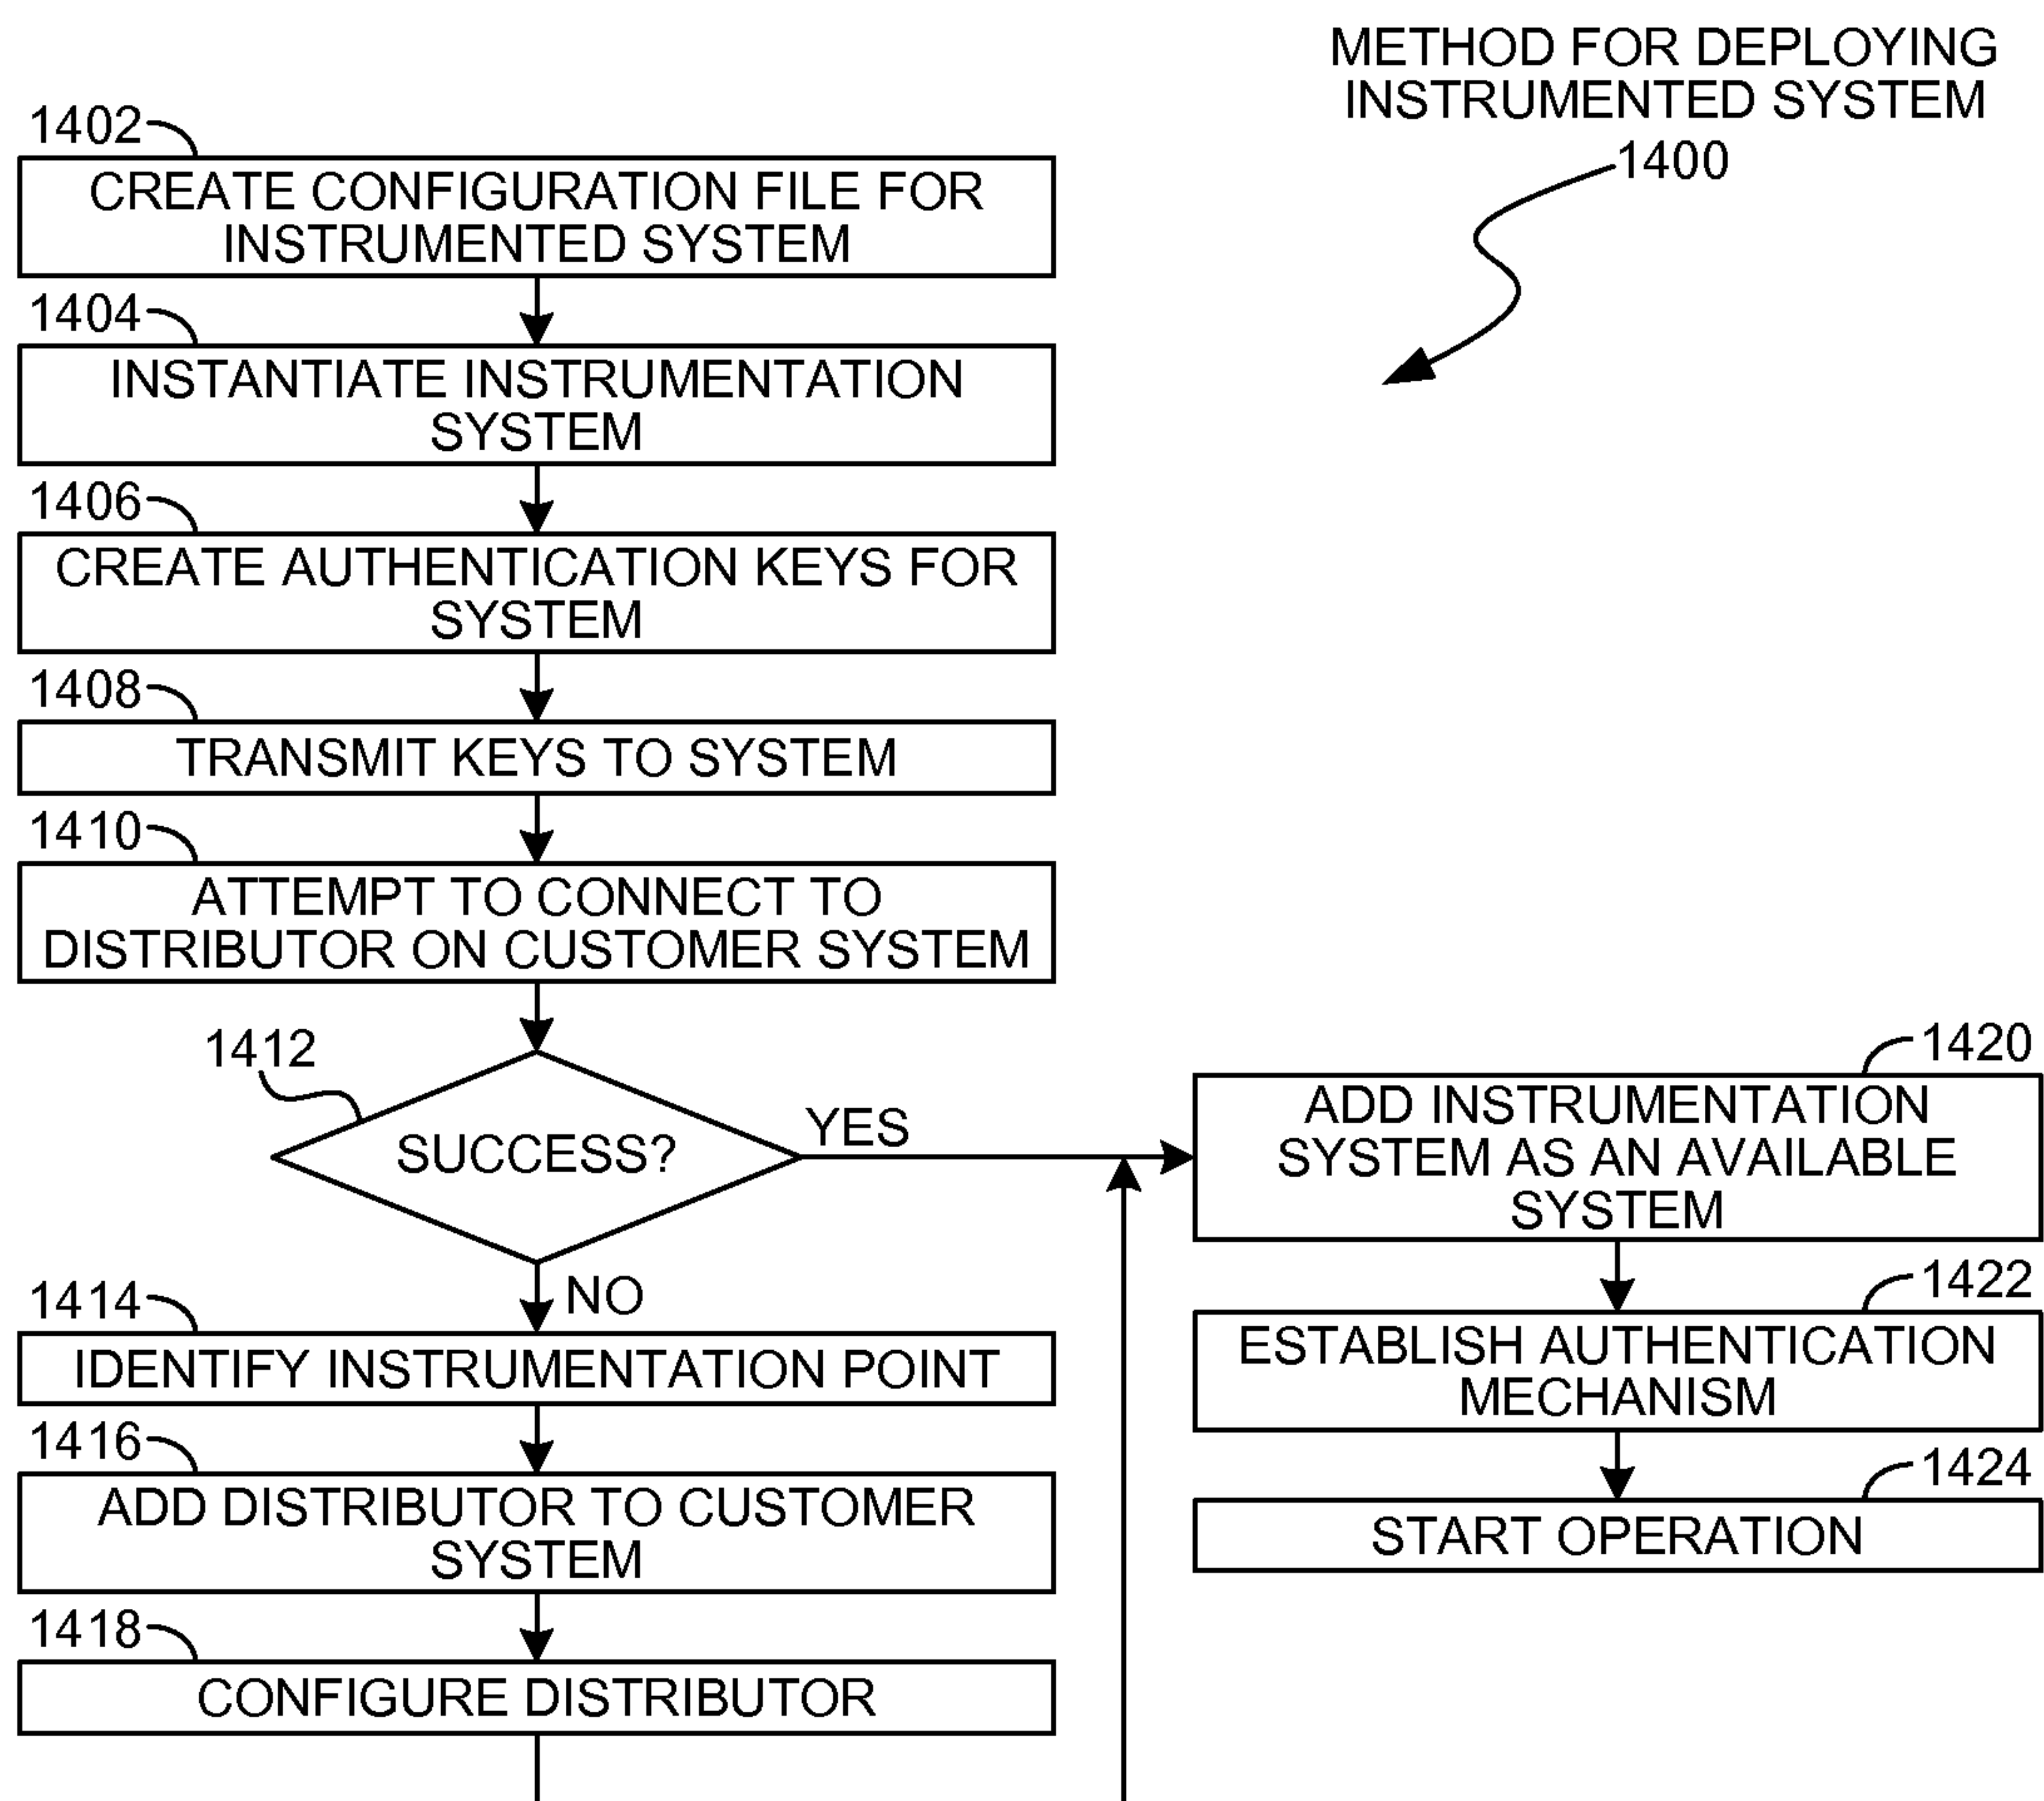 METHOD FOR DEPLOYING
INSTRUMENTED SYSTEM
1400
1402
CREATE CONFIGURATION FILE FOR
INSTRUMENTED SYSTEM
1404
INSTANTIATE INSTRUMENTATION
SYSTEM
1406
CREATE AUTHENTICATION KEYS FOR
SYSTEM
1408
TRANSMIT KEYS TO SYSTEM
1410
ATTEMPT TO CONNECT TO
DISTRIBUTOR ON CUSTOMER SYSTEM
1412
SUCCESS?
YES
NO
1414
IDENTIFY INSTRUMENTATION POINT
1416
ADD DISTRIBUTOR TO CUSTOMER
SYSTEM
1418
CONFIGURE DISTRIBUTOR
1420
ADD INSTRUMENTATION
SYSTEM AS AN AVAILABLE
SYSTEM
1422
ESTABLISH AUTHENTICATION
MECHANISM
1424
START OPERATION